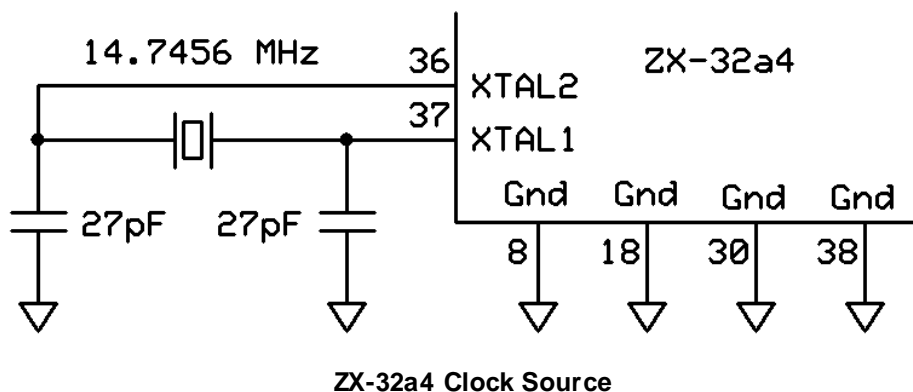 14.7456 MHz
36
ZX-32a4
XTAL2
37
XTAL1
Gnd Gnd Gnd Gnd
27pF 27pF
8 18 30 38
ZX-32a4 Clock Source